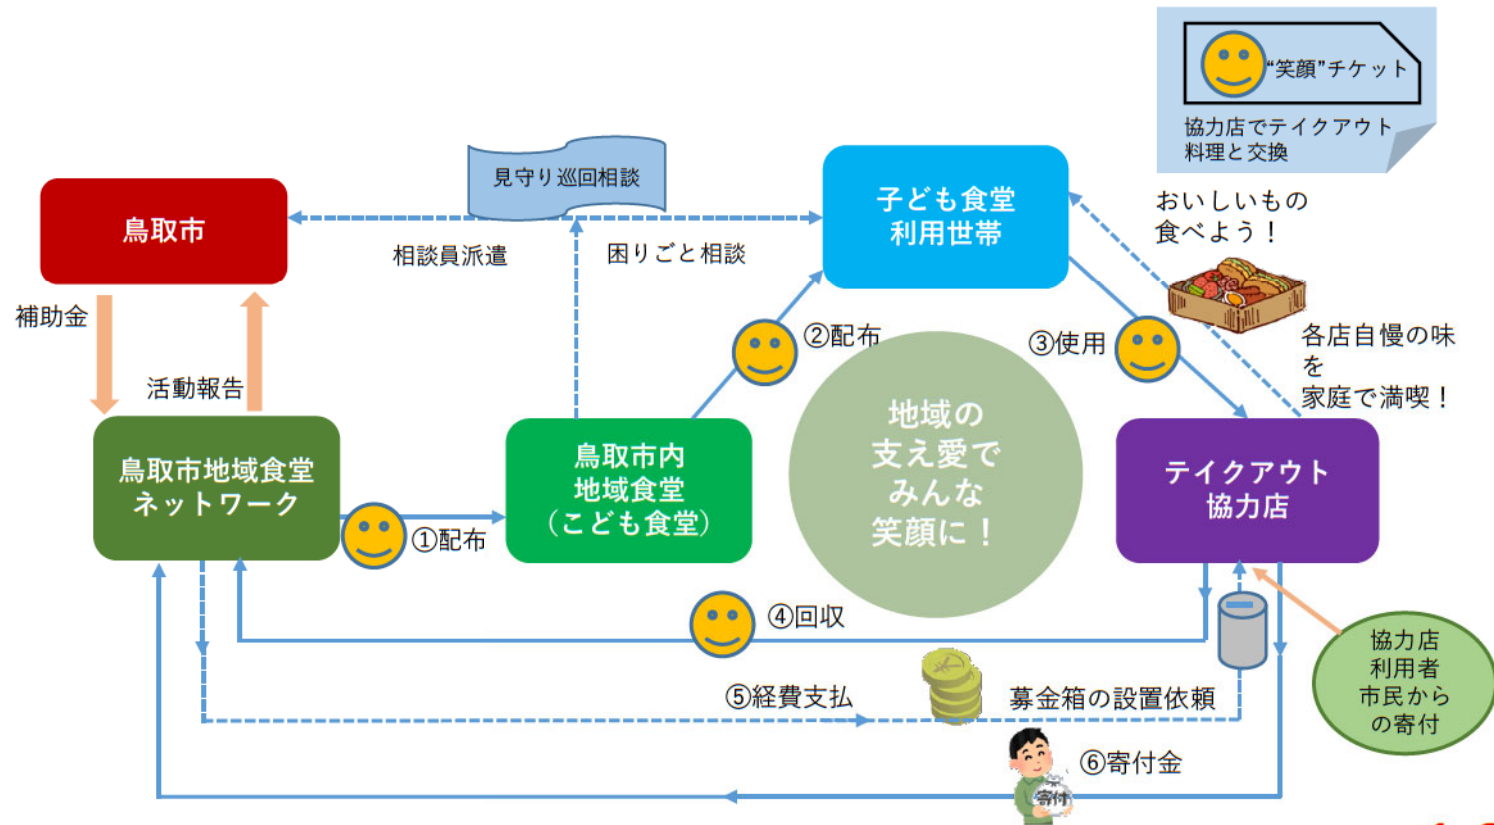 “笑顔”チケット
協力店でテイクアウト
料理と交換
見守り巡回相談
鳥取市
子ども食堂
利用世帯
おいしいもの
食べよう！
相談員派遣
困りごと相談
補助金
活動報告
②配布
③使用
各店自慢の味
を
家庭で満喫！
地域の
支え愛で
みんな
笑顔に！
鳥取市地域食堂
ネットワーク
①配布
鳥取市内
地域食堂
（こども食堂）
テイクアウト
協力店
④回収
⑤経費支払
募金箱の設置依頼
協力店
利用者
市民から
の寄付
⑥寄付金
寄付